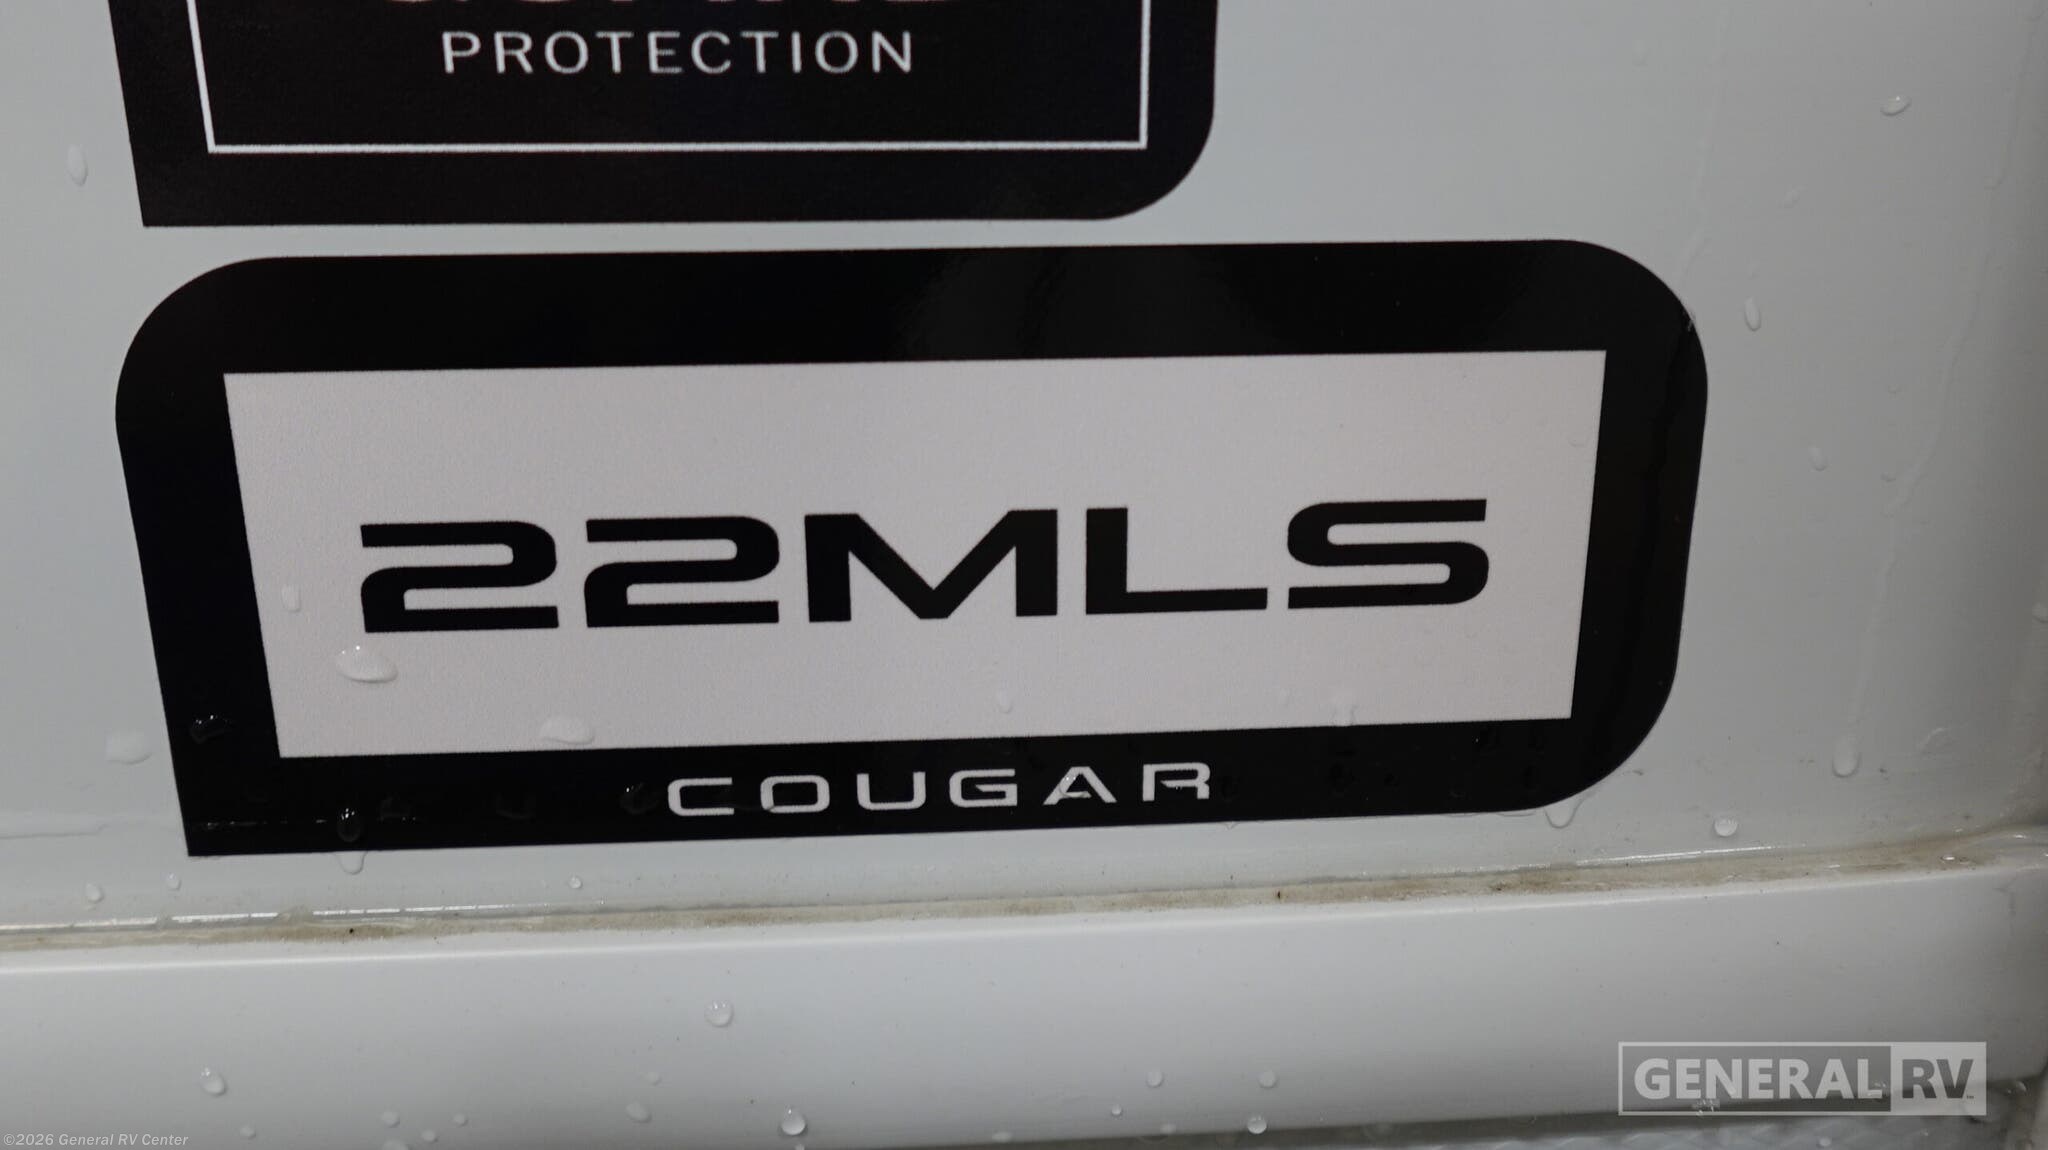 PROTECTION
22MLS
COUGAR
GENERAL RV
©2026 General RV Center